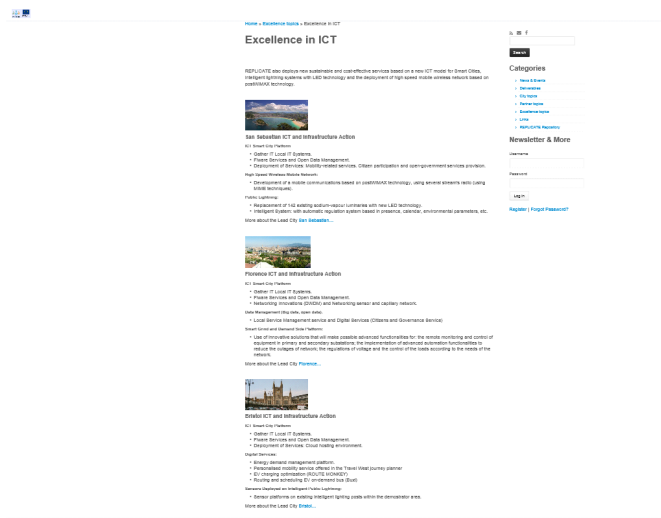 Home » Excellence topics » Excellence in ICT
Excellence in ICT
REPLICATE also deploys new sustainable and cost-effective services based on a new ICT model for Smart Cities,
intelligent lightning systems with LED technology and the deployment of high speed mobile wireless network based on
postWiMAX technology.
San Sebastian ICT and Infrastructure Action
ICT Smart City Platform:
• Gather IT Local IT Systems.
• Fiware Services and Open Data Management.
• Deployment of Services: Mobility-related services. Citizen participation and open-government services provision.
High Speed Wireless Mobile Network:
• Development of a mobile communications based on postWiMAX technology, using several streams radio (using
MIMO techniques).
Public Lightning:
• Replacement of 143 existing sodium-vapour luminaries with new LED technology.
• Intelligent System: with automatic regulation system based in presence, calendar, environmental parameters, etc.
More about the Lead City San Sebastian...
Florence ICT and Infrastructure Action
ICT Smart City Platform:
• Gather IT Local IT Systems.
• Fiware Services and Open Data Management.
• Networking Innovations (DWDM) and Networking sensor and capillary network.
Data Management (Big data, open data):
• Local Service Management service and Digital Services (Citizens and Governance Service).
Smart Grind and Demand Side Platform:
• Use of innovative solutions that will make possible advanced functionalities for: the remote monitoring and control of
equipment in primary and secondary substations, the implementation of advanced automation functionalities to
reduce the outages of network; the regulations of voltage and the control of the loads according to the needs of the
network.
More about the Lead City Florence...
Bristol ICT and Infrastructure Action
ICT Smart City Platform:
• Gather IT Local IT Systems.
• Fiware Services and Open Data Management.
• Deployment of Services: Cloud hosting environment.
Digital Services:
• Energy demand management platform.
• Personalised mobility service offered in the Travel West journey planner
• EV charging optimisation (ROUTE MONKEY)
• Routing and scheduling EV on-demand bus (Esoft)
Sensors Deployed on Intelligent Public Lightning:
• Sensor platforms on existing intelligent lighting posts within the demostrator area.
More about the Lead City Bristol...
Search
Categories
News & Events
Deliverables
City topics
Partner topics
Excellence topics
Links
REPLICATE Repository
Newsletter & More
Username
Password
Log in
Register | Forgot Password?